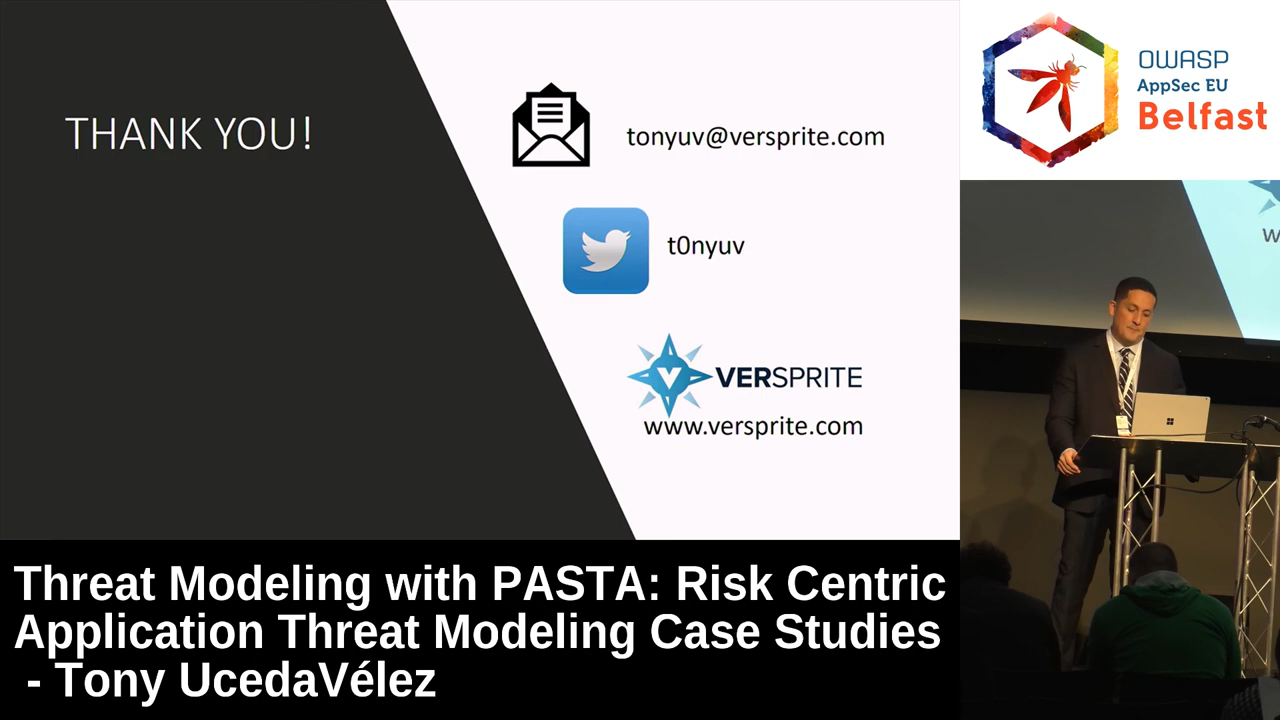 THANK YOU!
tonyuv@versprite.com
t0nyuv
VERSPRITE
www.versprite.com
OWASP
AppSec EU
Belfast
Threat Modeling with PASTA: Risk Centric
Application Threat Modeling Case Studies
- Tony UcedaVélez